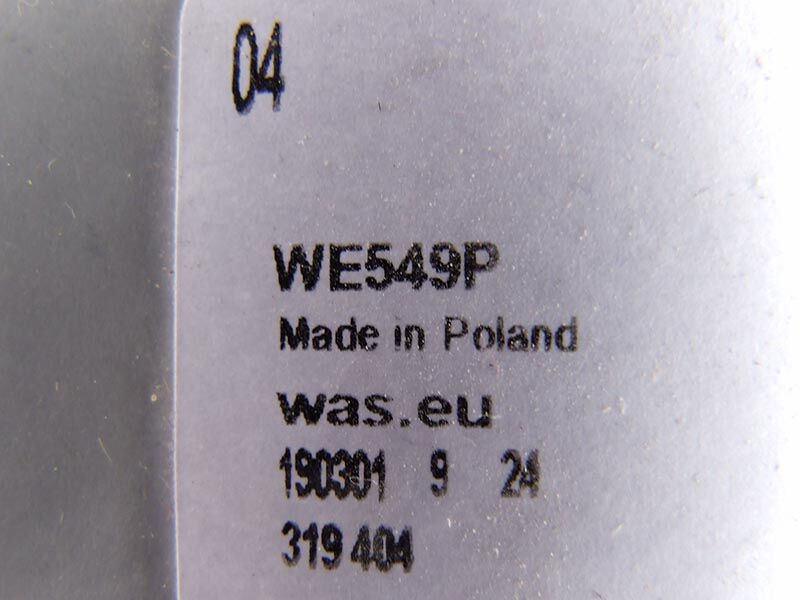 04
WE549P
Made in Poland
was.eu
190301 9 24
319 404